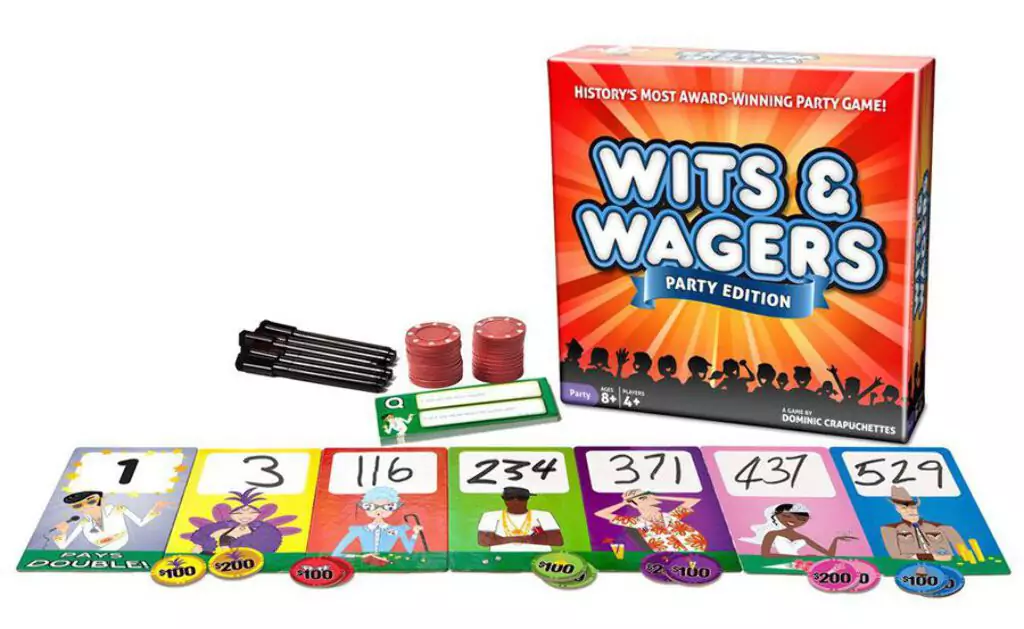 HISTORY'S MOST AWARD-WINNING PARTY GAME!
WITS &
WAGERS
PARTY EDITION
Party
AGES
8+
PLAYERS
4+
A GAME BY
DOMINIC CRAPUCHETTES
Q
1
3
116
234
371
437
529
PAYS
DOUBLE!
$100
$200
$100
$100
$100
$200
$100